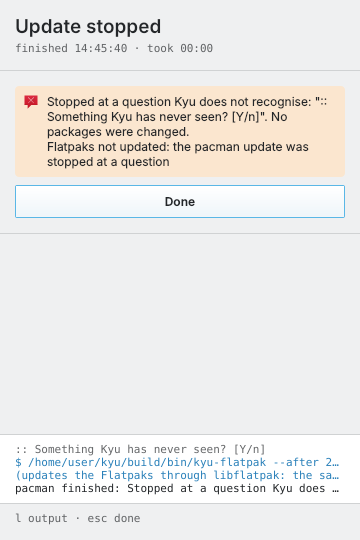 Update stopped
finished 14:45:40 · took 00:00
Stopped at a question Kyu does not recognise: "::
Something Kyu has never seen? [Y/n]". No
packages were changed.
Flatpaks not updated: the pacman update was
stopped at a question
Done
:: Something Kyu has never seen? [Y/n]
$ /home/user/kyu/build/bin/kyu-flatpak --after 2…
(updates the Flatpaks through libflatpak: the sa…
pacman finished: Stopped at a question Kyu does …
l output · esc done